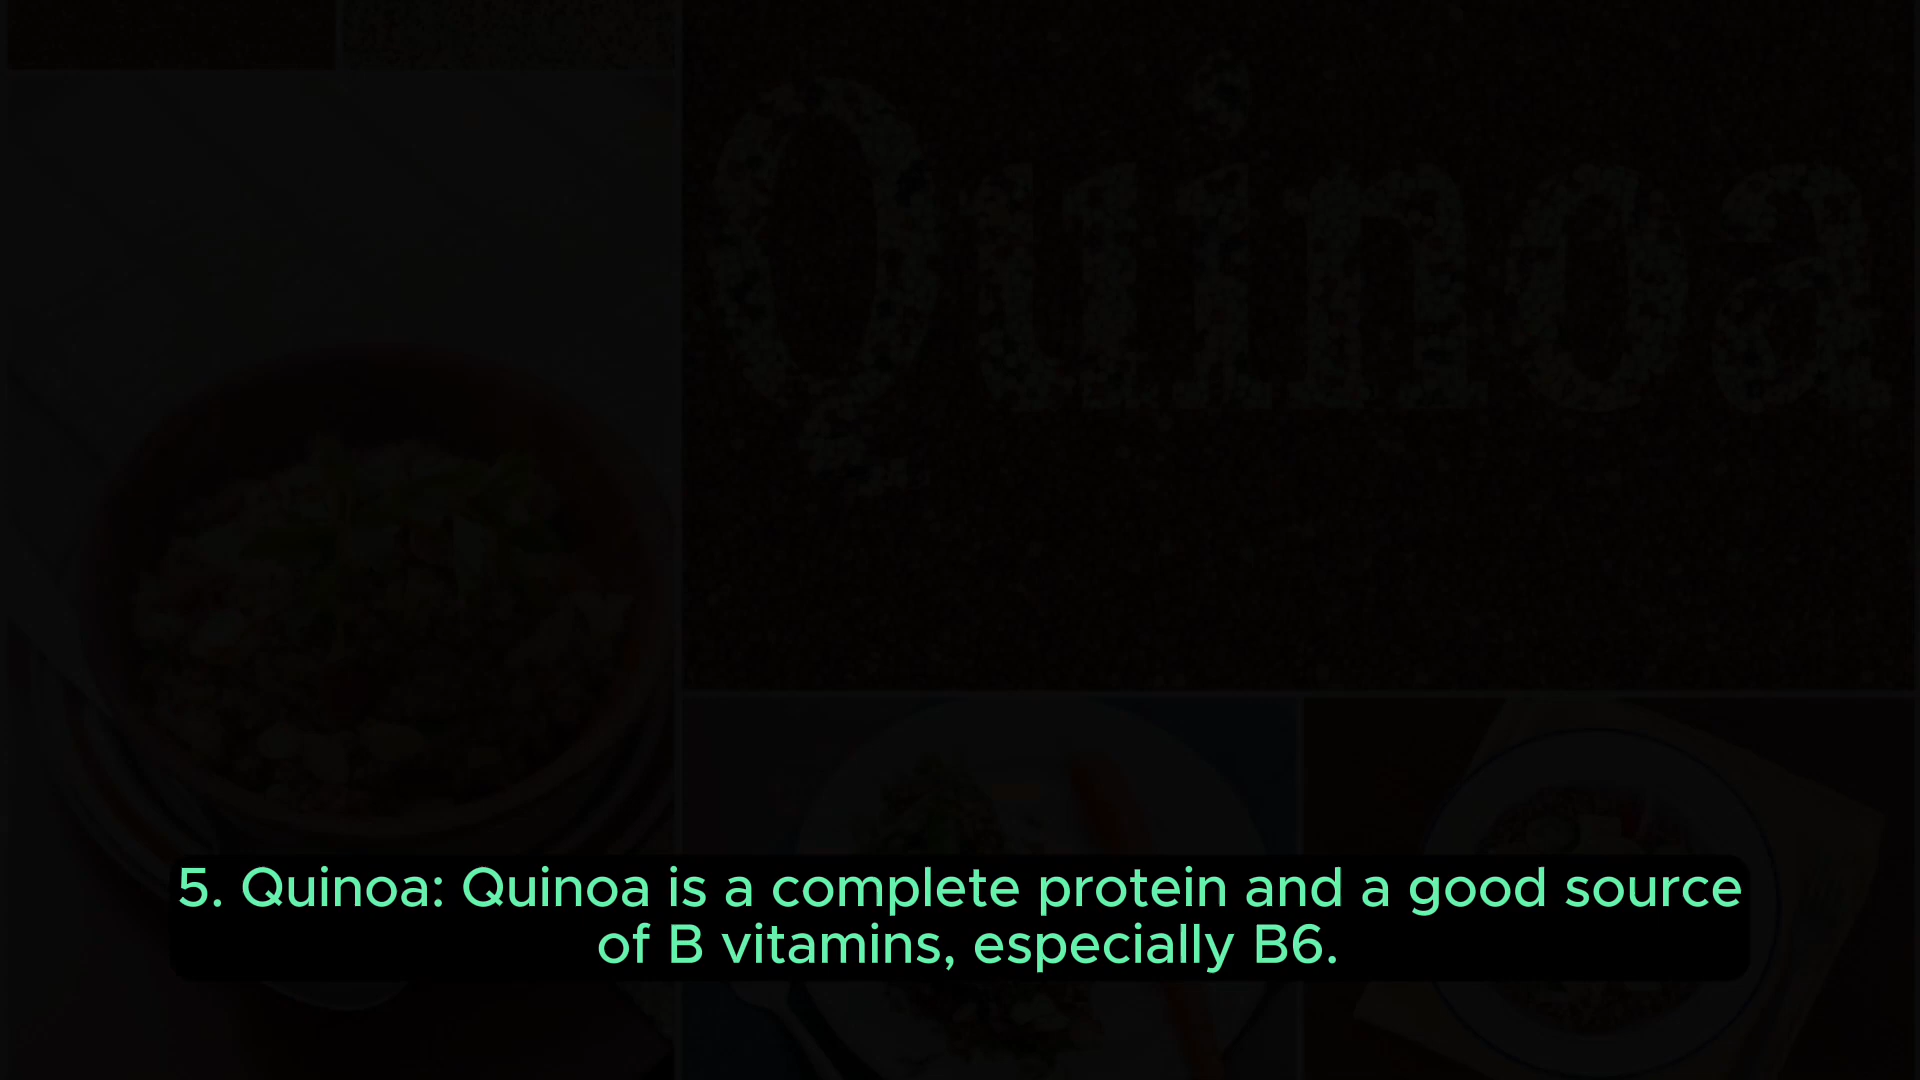 Quinoa
5. Quinoa: Quinoa is a complete protein and a good source
of B vitamins, especially B6.